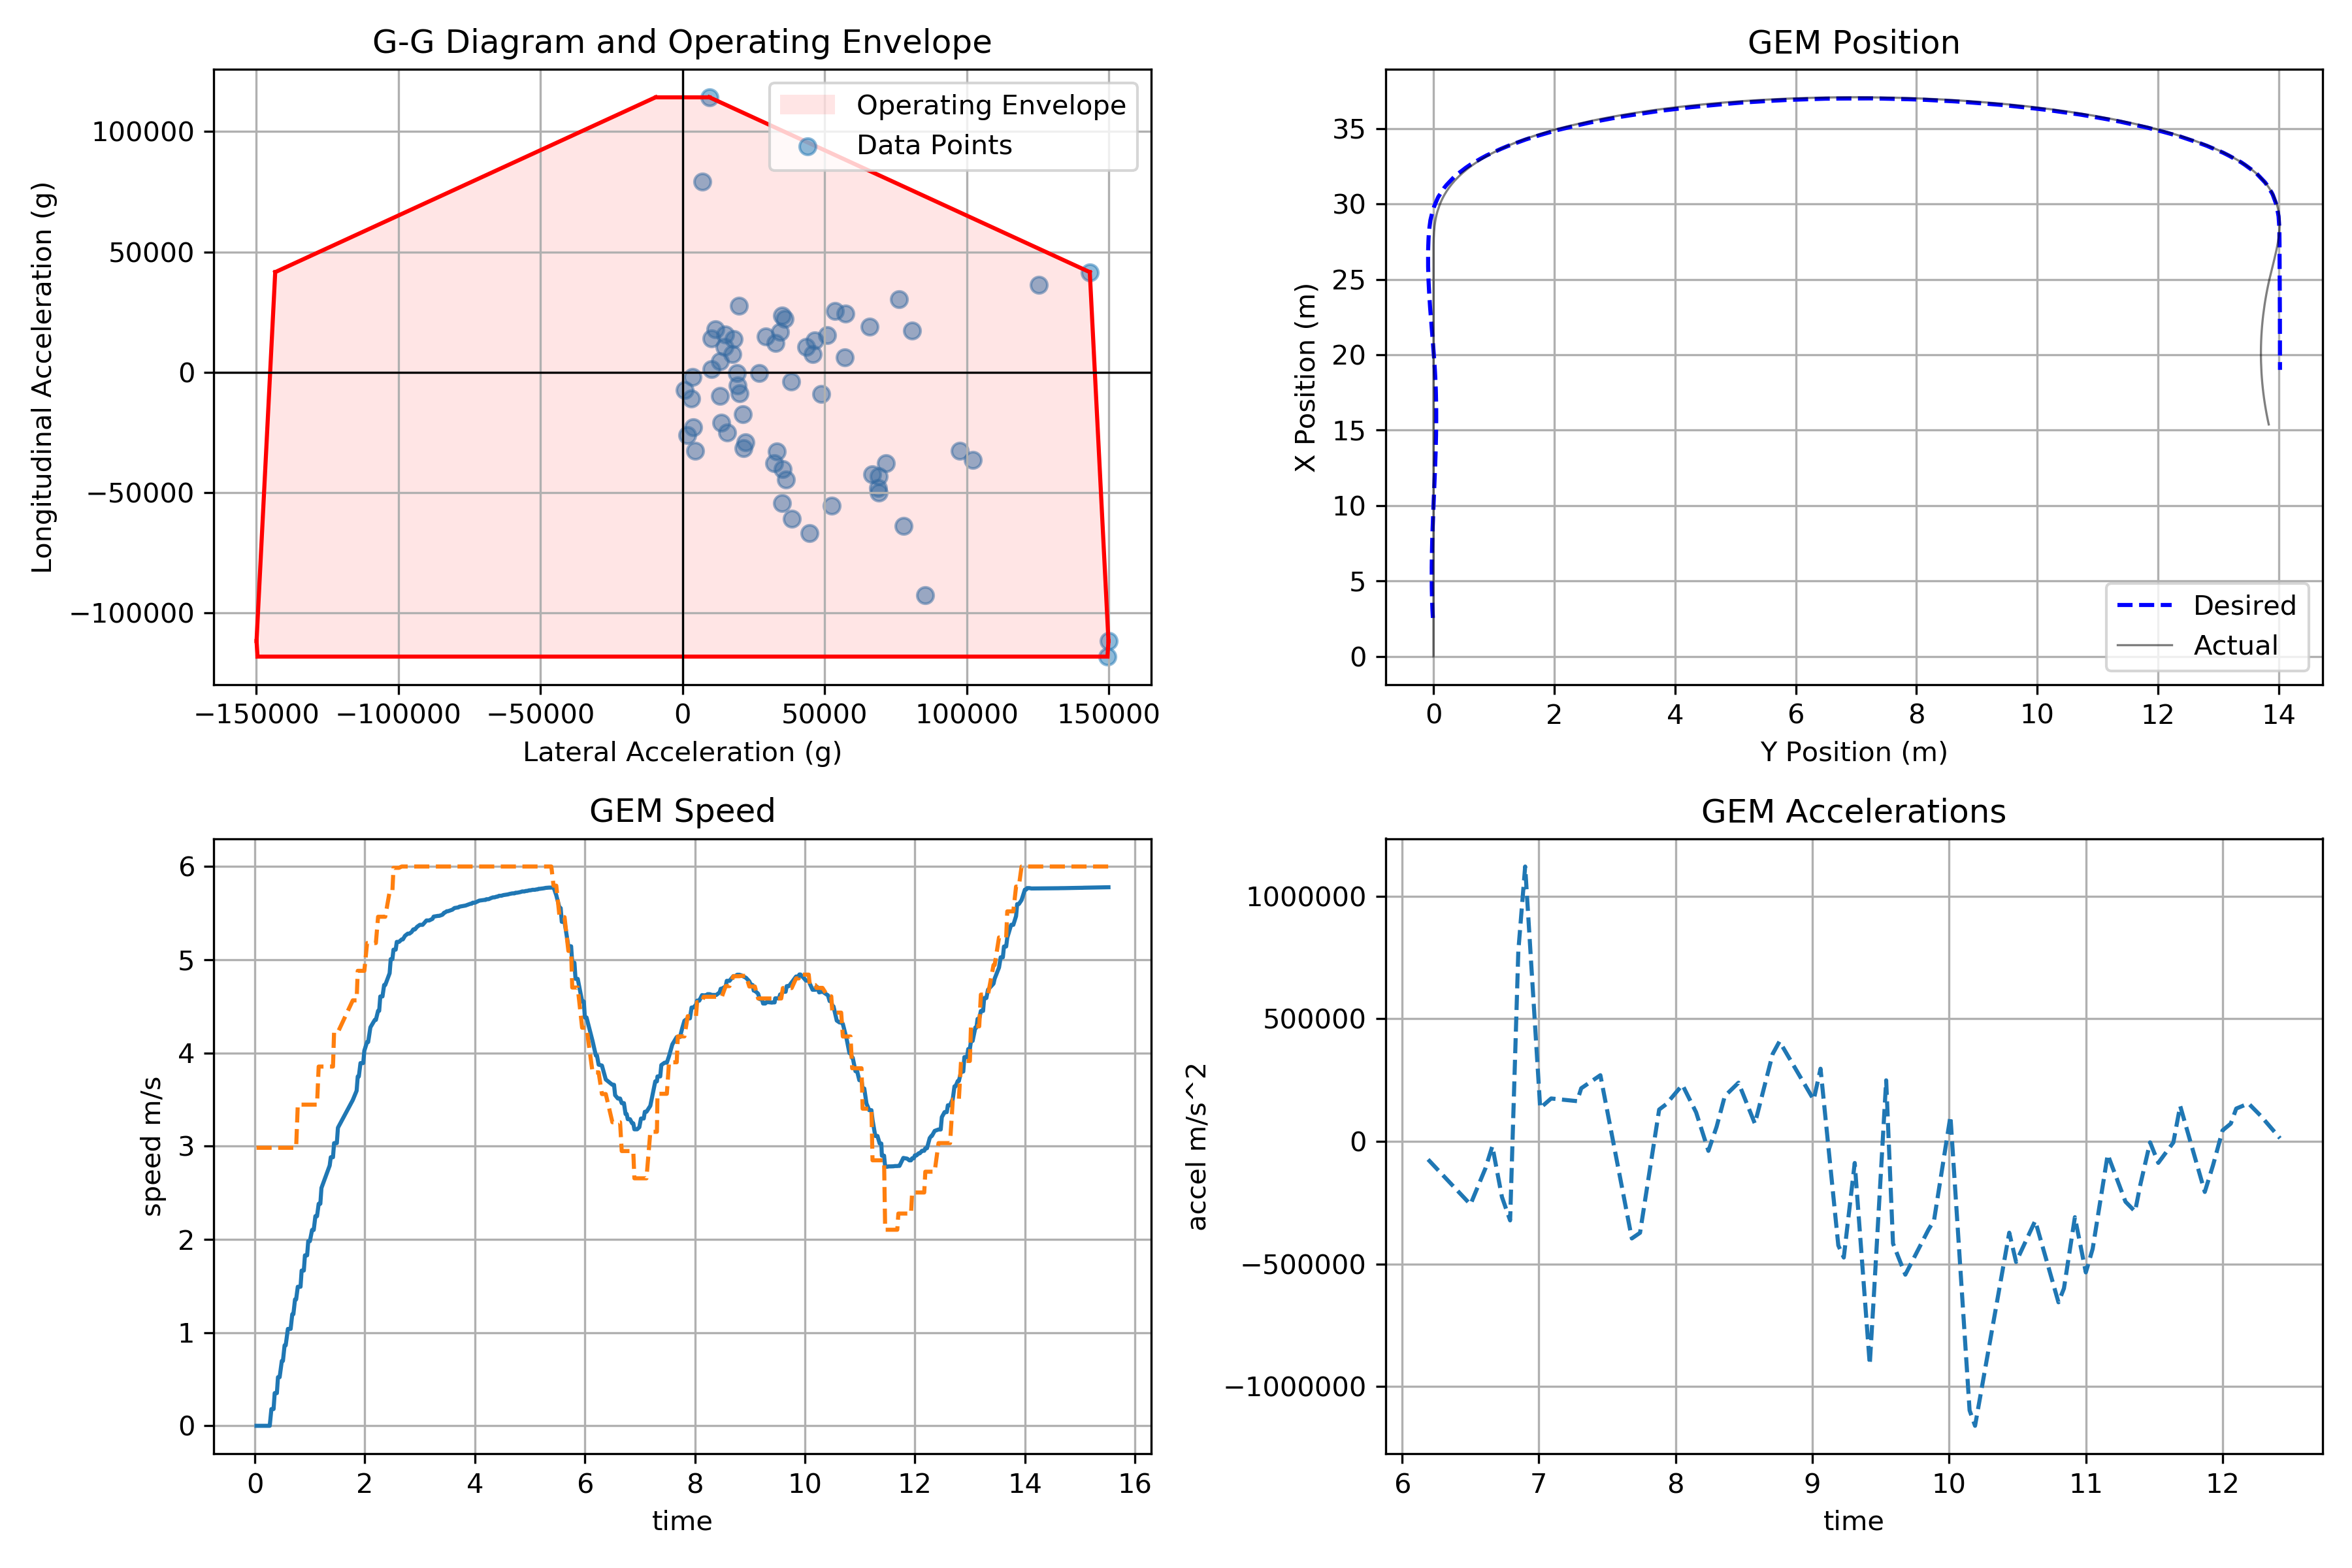 G-G Diagram and Operating Envelope
Operating Envelope
Data Points
100000
50000
0
−50000
−100000
Longitudinal Acceleration (g)
−150000 −100000 −50000 0 50000 100000 150000
Lateral Acceleration (g)
GEM Position
35
30
25
20
15
10
5
0
X Position (m)
Desired
Actual
0 2 4 6 8 10 12 14
Y Position (m)
GEM Speed
6
5
4
3
2
1
0
speed m/s
0 2 4 6 8 10 12 14 16
time
GEM Accelerations
1000000
500000
0
−500000
−1000000
accel m/s^2
6 7 8 9 10 11 12
time